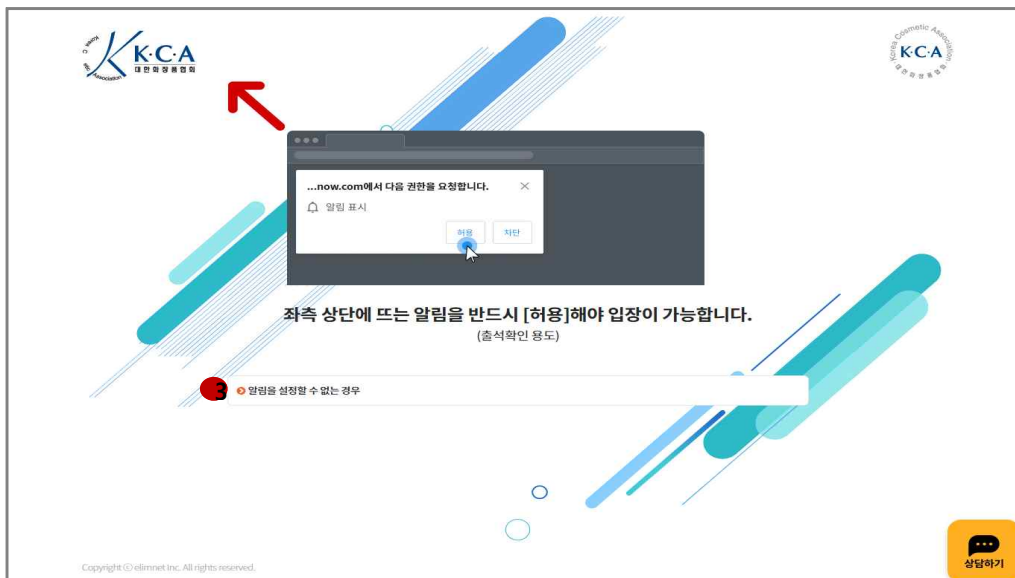 K·C·A
대한화장품협회
Korea Cosmetic Association
K·C·A
...now.com에서 다음 권한을 요청합니다.
알림 표시
허용 차단
좌측 상단에 뜨는 알림을 반드시 [허용]해야 입장이 가능합니다.
(출석확인 용도)
3 알림을 설정할 수 없는 경우
상담하기
Copyright ⓒ elimnet Inc. All rights reserved.